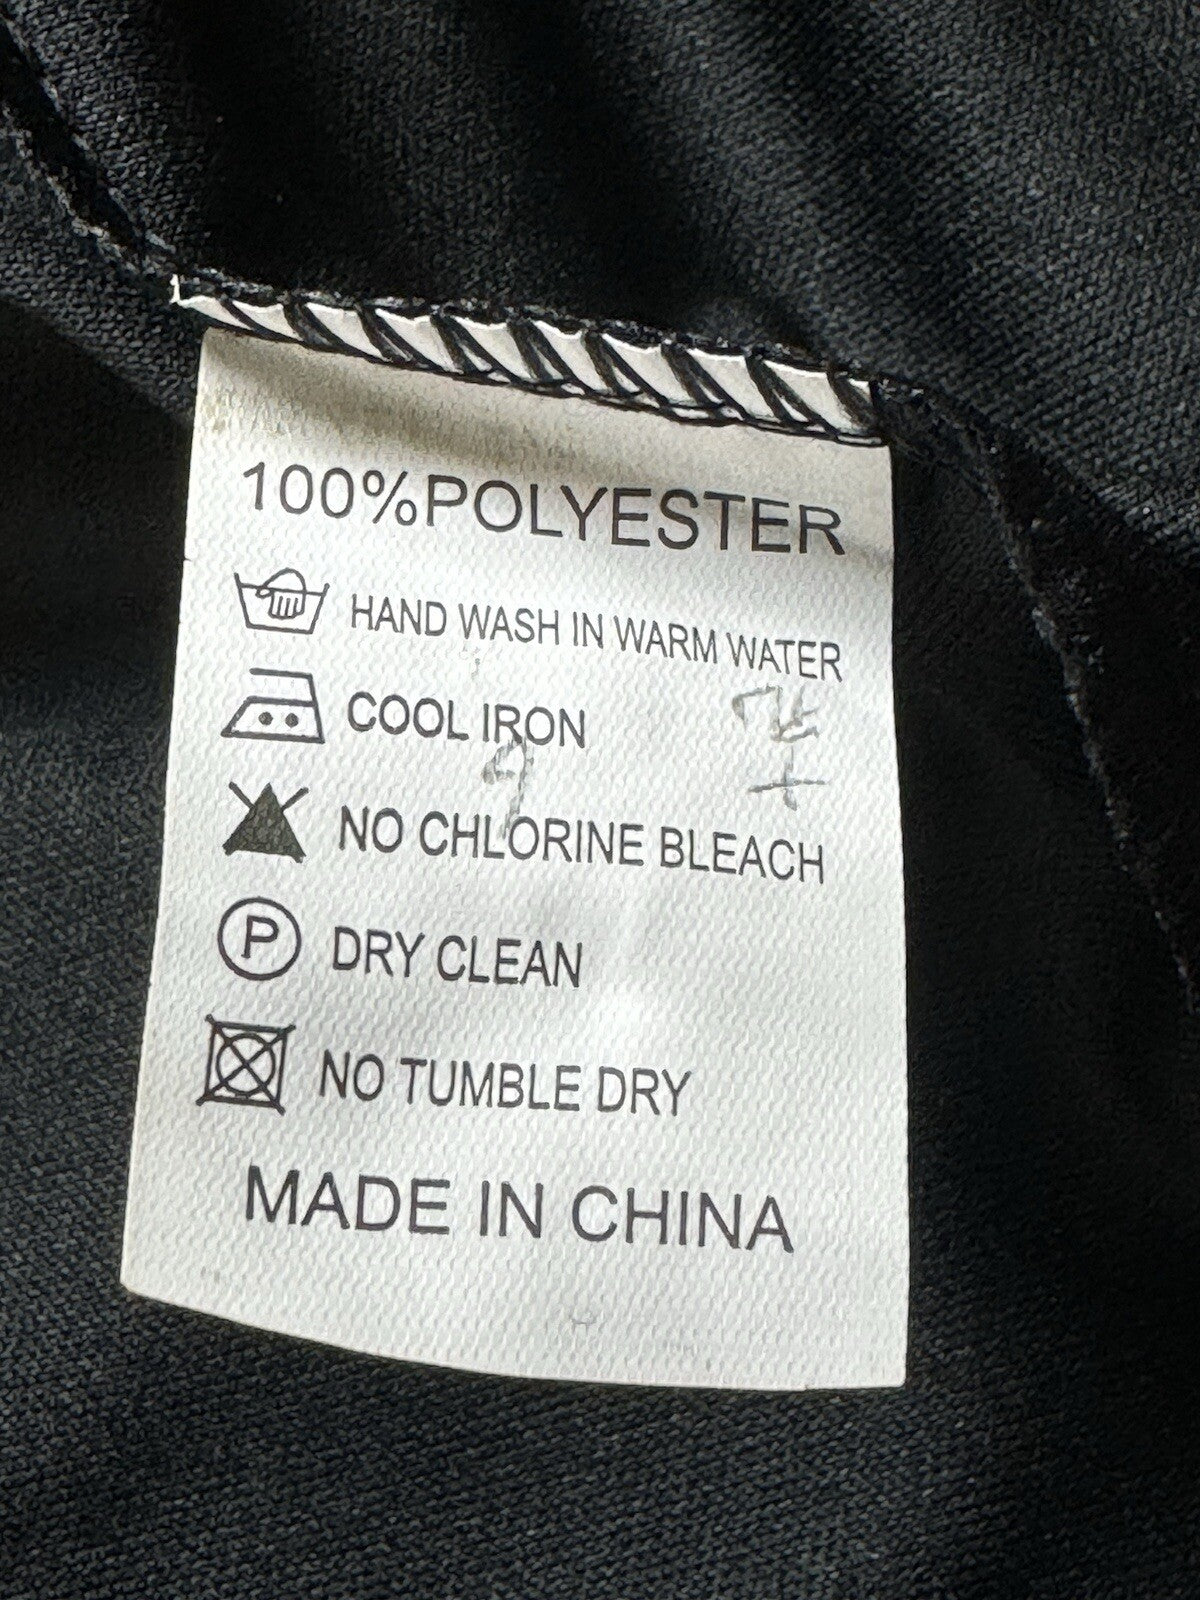 100%POLYESTER
HAND WASH IN WARM WATER
COOL IRON
NO CHLORINE BLEACH
P DRY CLEAN
NO TUMBLE DRY
MADE IN CHINA